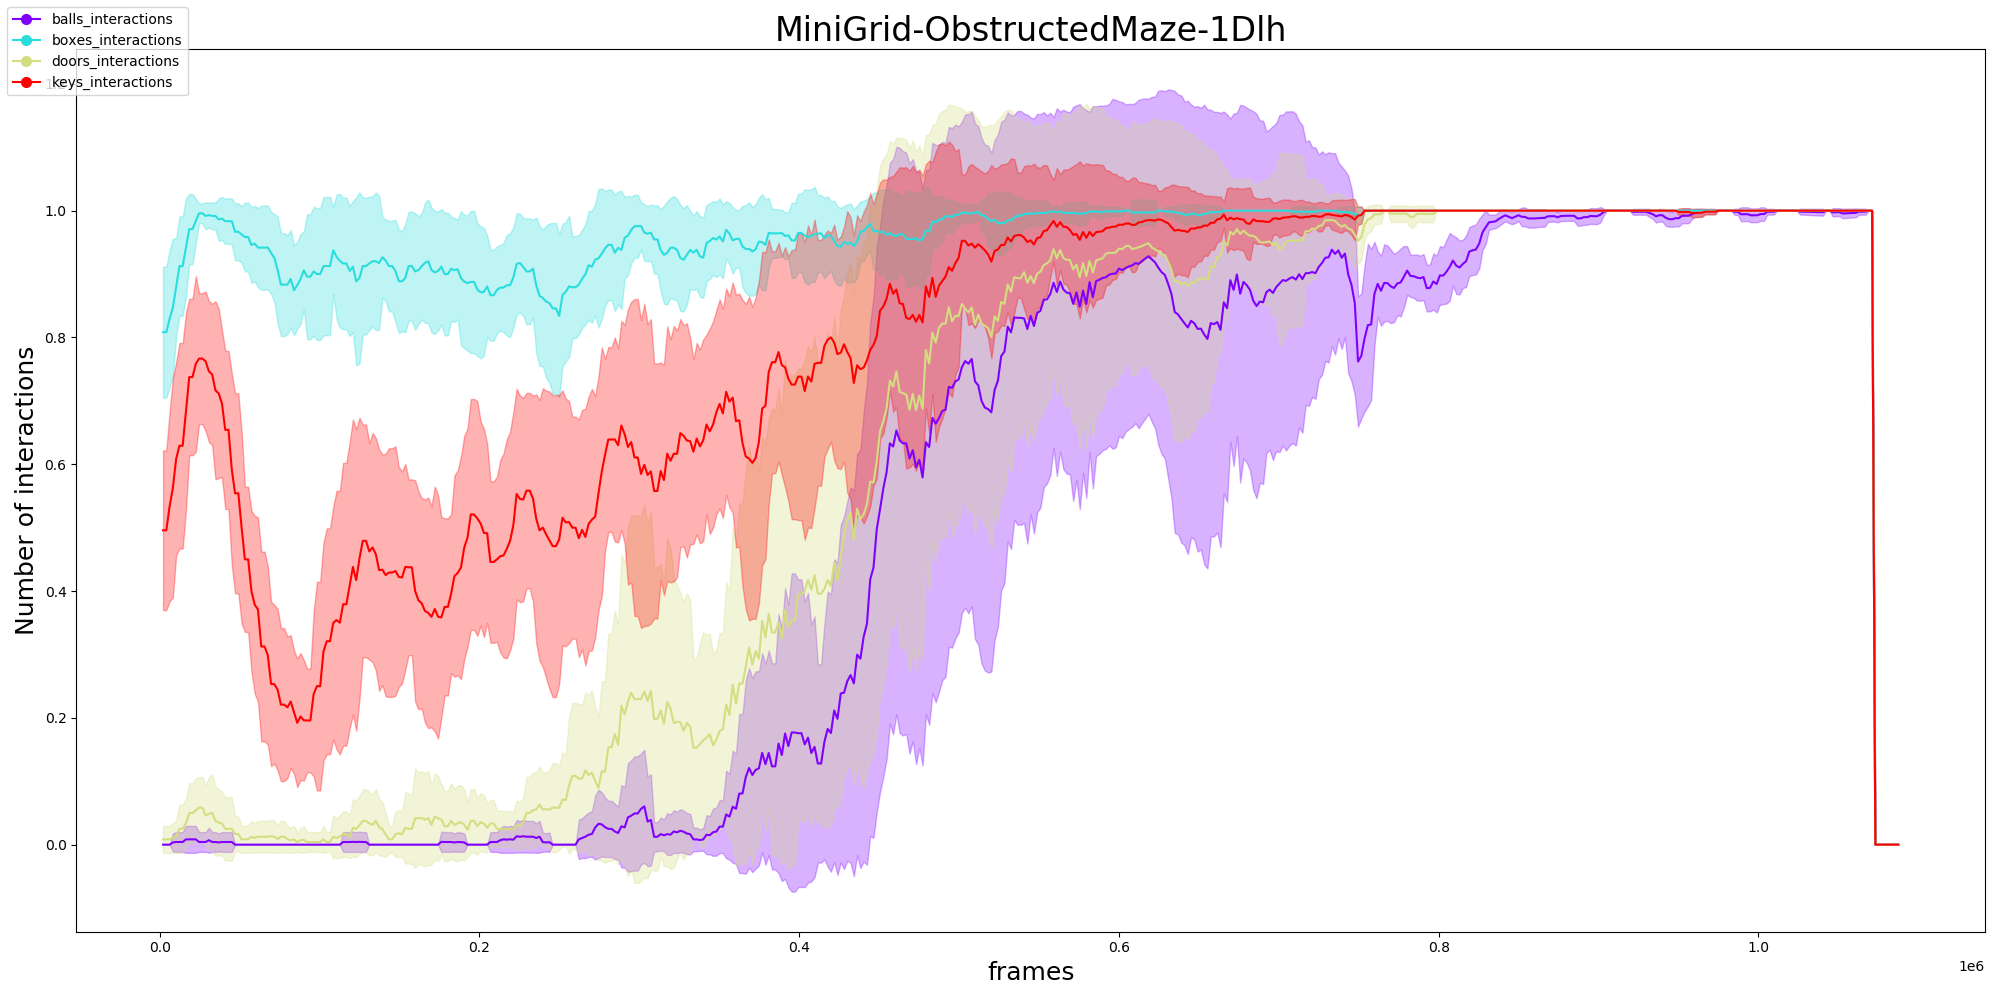 MiniGrid-ObstructedMaze-1Dlh
balls_interactions
boxes_interactions
doors_interactions
keys_interactions
Number of interactions
1.0
0.8
0.6
0.4
0.2
0.0
0.0 0.2 0.4 0.6 0.8 1.0
1e6
frames